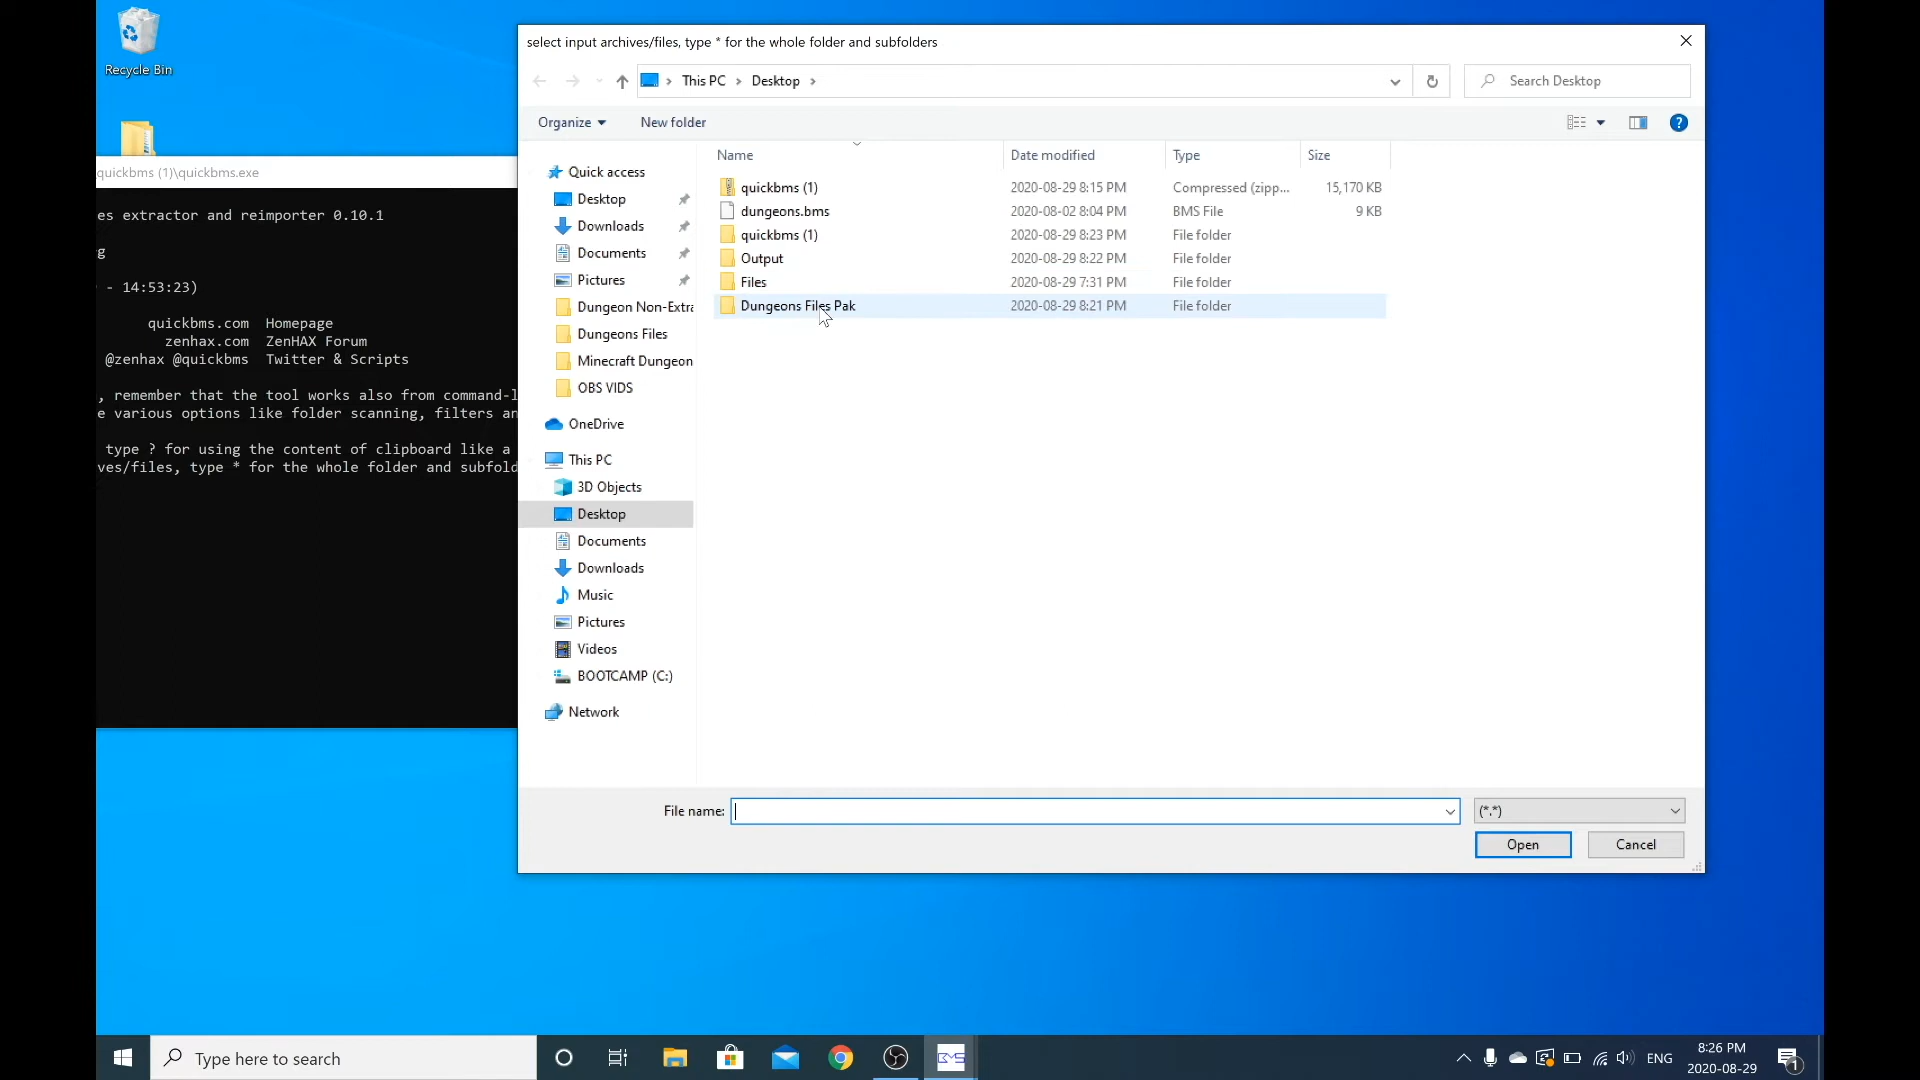 Recycle Bin
quickbms (1)\quickbms.exe
es extractor and reimporter 0.10.1
g
- 14:53:23)
quickbms.com Homepage
zenhax.com ZenHAX Forum
@zenhax @quickbms Twitter & Scripts
, remember that the tool works also from command-l
e various options like folder scanning, filters an
type ? for using the content of clipboard like a
ves/files, type * for the whole folder and subfold
select input archives/files, type * for the whole folder and subfolders
This PC Desktop
Search Desktop
Organize New folder
Name Date modified Type Size
quickbms (1) 2020-08-29 8:15 PM Compressed (zipp... 15,170 KB
dungeons.bms 2020-08-02 8:04 PM BMS File 9 KB
quickbms (1) 2020-08-29 8:23 PM File folder
Output 2020-08-29 8:22 PM File folder
Files 2020-08-29 7:31 PM File folder
Dungeons Files Pak 2020-08-29 8:21 PM File folder
Quick access
Desktop
Downloads
Documents
Pictures
Dungeon Non-Extra
Dungeons Files
Minecraft Dungeon
OBS VIDS
OneDrive
This PC
3D Objects
Desktop
Documents
Downloads
Music
Pictures
Videos
BOOTCAMP (C:)
Network
File name: (*.*)
Open Cancel
Type here to search
ENG
8:26 PM
2020-08-29
1